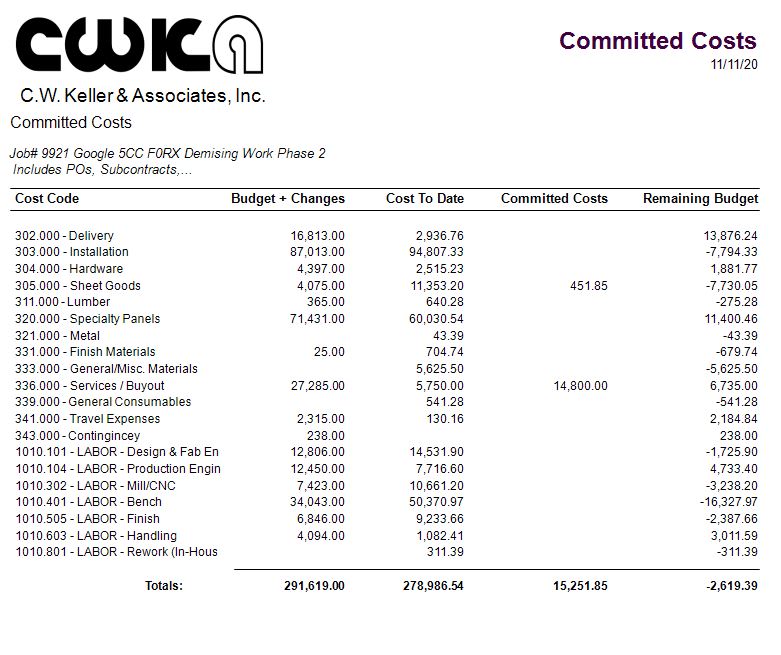 cwka
Committed Costs
11/11/20
C.W. Keller & Associates, Inc.
Committed Costs
Job# 9921 Google 5CC F0RX Demising Work Phase 2
Includes POs, Subcontracts,...
Cost Code Budget + Changes Cost To Date Committed Costs Remaining Budget
302.000 - Delivery 16,813.00 2,936.76 13,876.24
303.000 - Installation 87,013.00 94,807.33 -7,794.33
304.000 - Hardware 4,397.00 2,515.23 1,881.77
305.000 - Sheet Goods 4,075.00 11,353.20 451.85 -7,730.05
311.000 - Lumber 365.00 640.28 -275.28
320.000 - Specialty Panels 71,431.00 60,030.54 11,400.46
321.000 - Metal 43.39 -43.39
331.000 - Finish Materials 25.00 704.74 -679.74
333.000 - General/Misc. Materials 5,625.50 -5,625.50
336.000 - Services / Buyout 27,285.00 5,750.00 14,800.00 6,735.00
339.000 - General Consumables 541.28 -541.28
341.000 - Travel Expenses 2,315.00 130.16 2,184.84
343.000 - Contingincey 238.00 238.00
1010.101 - LABOR - Design & Fab En 12,806.00 14,531.90 -1,725.90
1010.104 - LABOR - Production Engin 12,450.00 7,716.60 4,733.40
1010.302 - LABOR - Mill/CNC 7,423.00 10,661.20 -3,238.20
1010.401 - LABOR - Bench 34,043.00 50,370.97 -16,327.97
1010.505 - LABOR - Finish 6,846.00 9,233.66 -2,387.66
1010.603 - LABOR - Handling 4,094.00 1,082.41 3,011.59
1010.801 - LABOR - Rework (In-Hous 311.39 -311.39
Totals: 291,619.00 278,986.54 15,251.85 -2,619.39